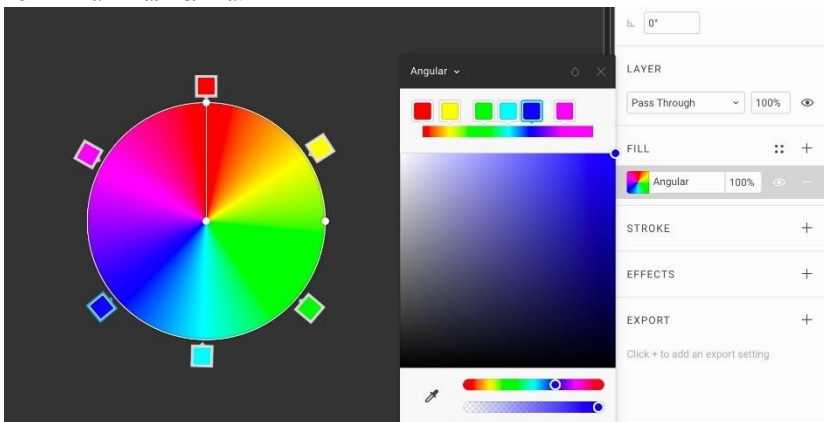 0°
Angular
LAYER
Pass Through
100%
FILL
Angular
100%
STROKE
EFFECTS
EXPORT
Click + to add an export setting